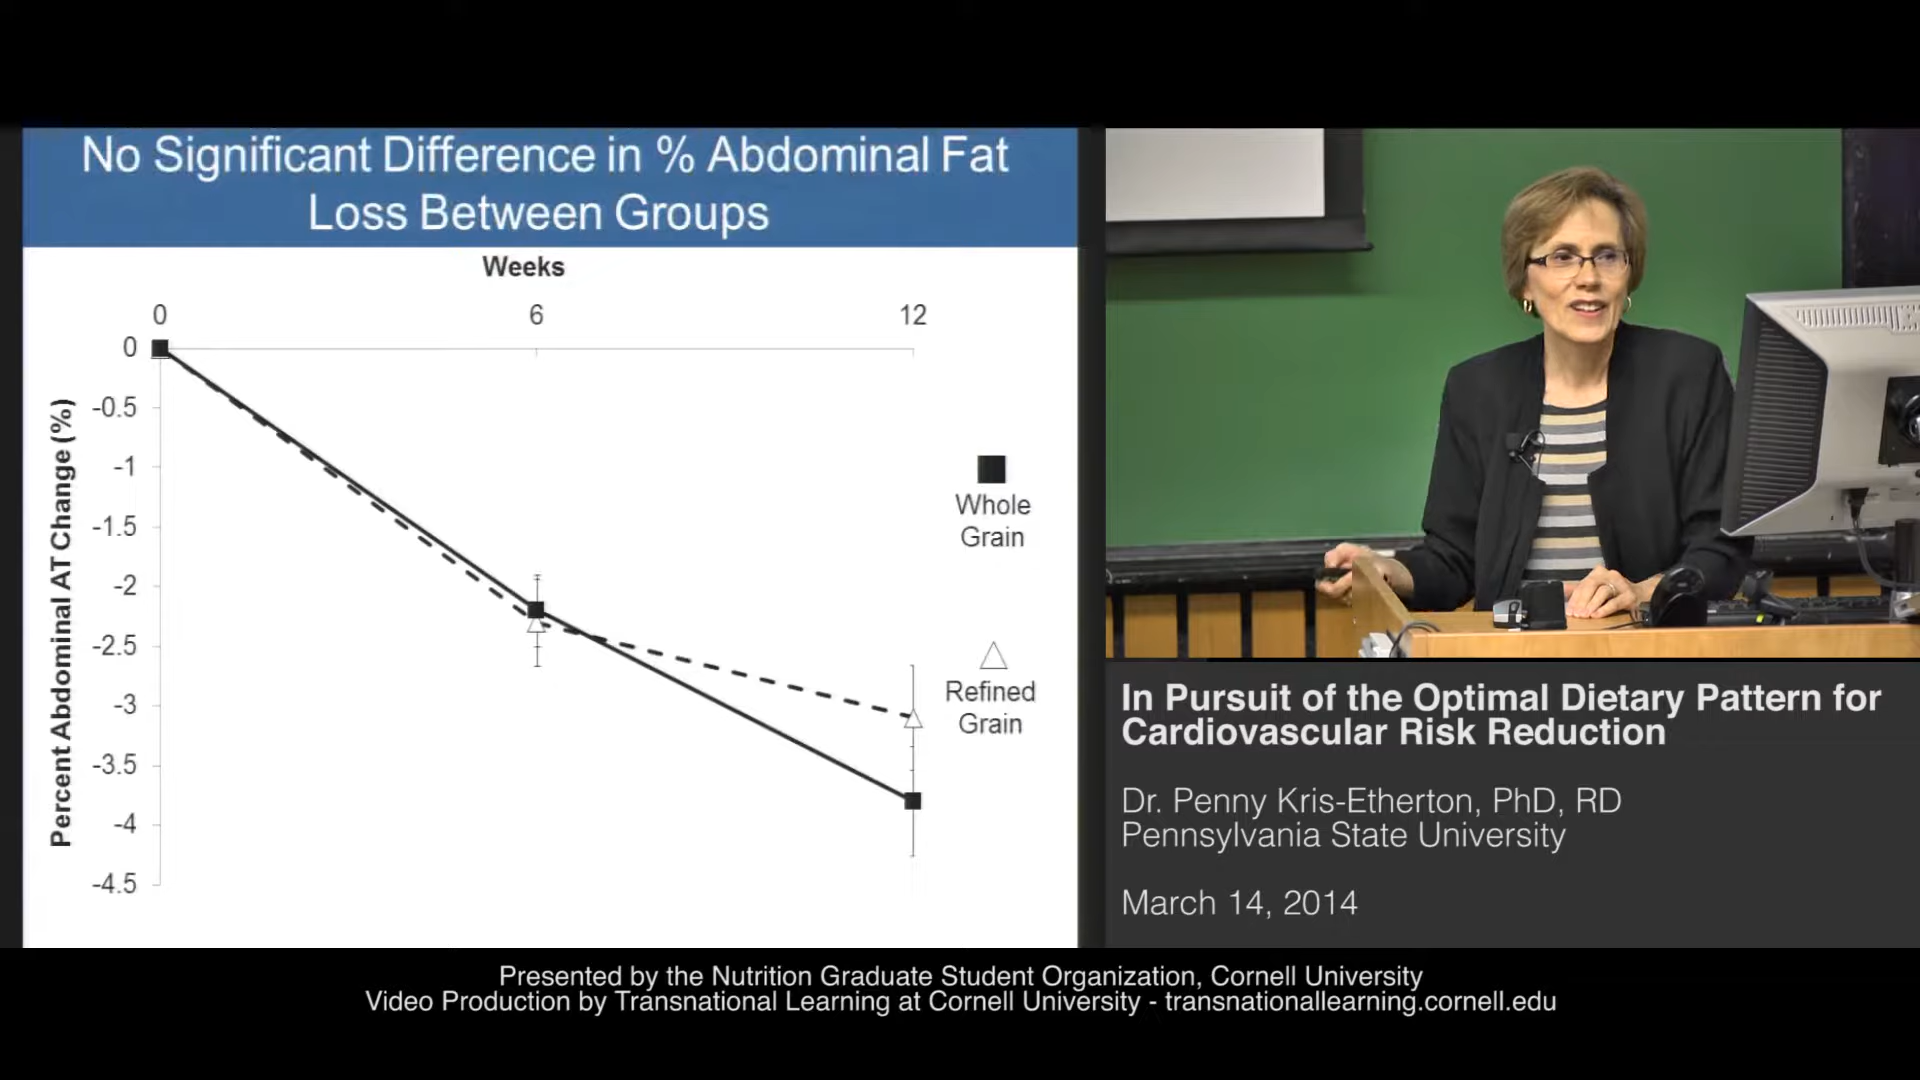 No Significant Difference in % Abdominal Fat
Loss Between Groups
Weeks
0 6 12
0
-0.5
-1
-1.5
-2
-2.5
-3
-3.5
-4
-4.5
Percent Abdominal AT Change (%)
Whole
Grain
Refined
Grain
In Pursuit of the Optimal Dietary Pattern for
Cardiovascular Risk Reduction
Dr. Penny Kris-Etherton, PhD, RD
Pennsylvania State University
March 14, 2014
Presented by the Nutrition Graduate Student Organization, Cornell University
Video Production by Transnational Learning at Cornell University - transnationallearning.cornell.edu